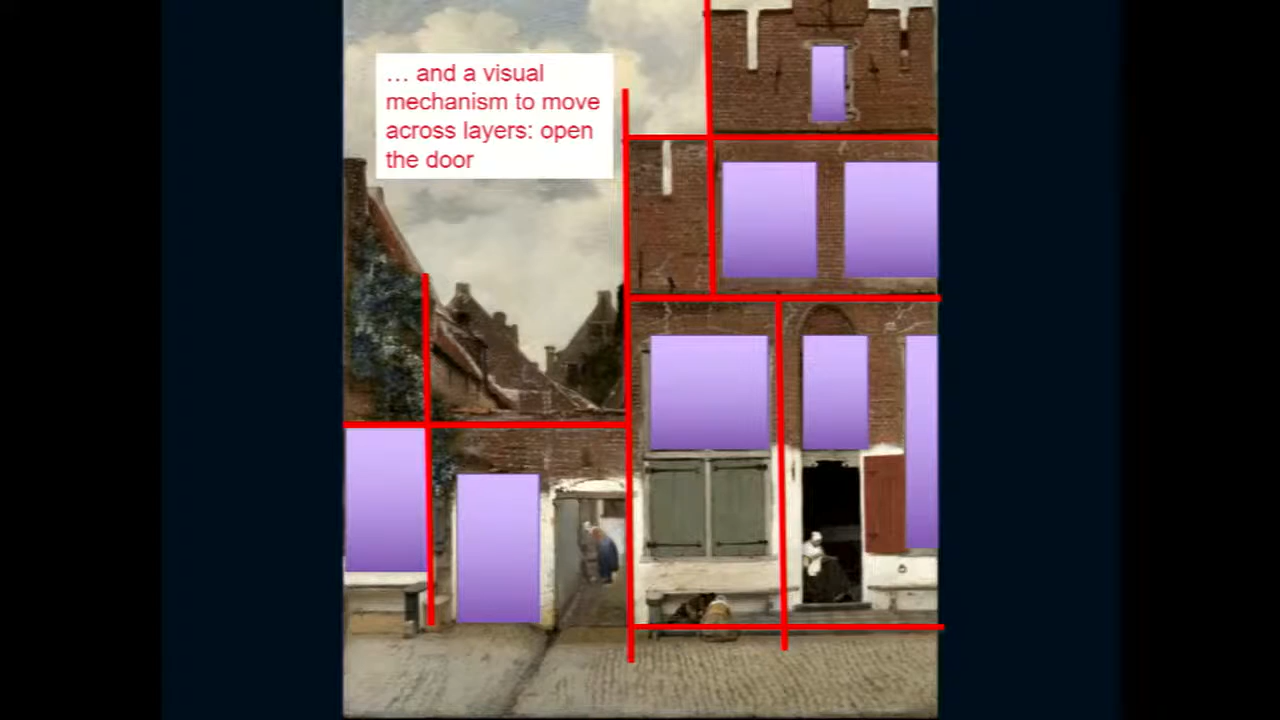 … and a visual
mechanism to move
across layers: open
the door